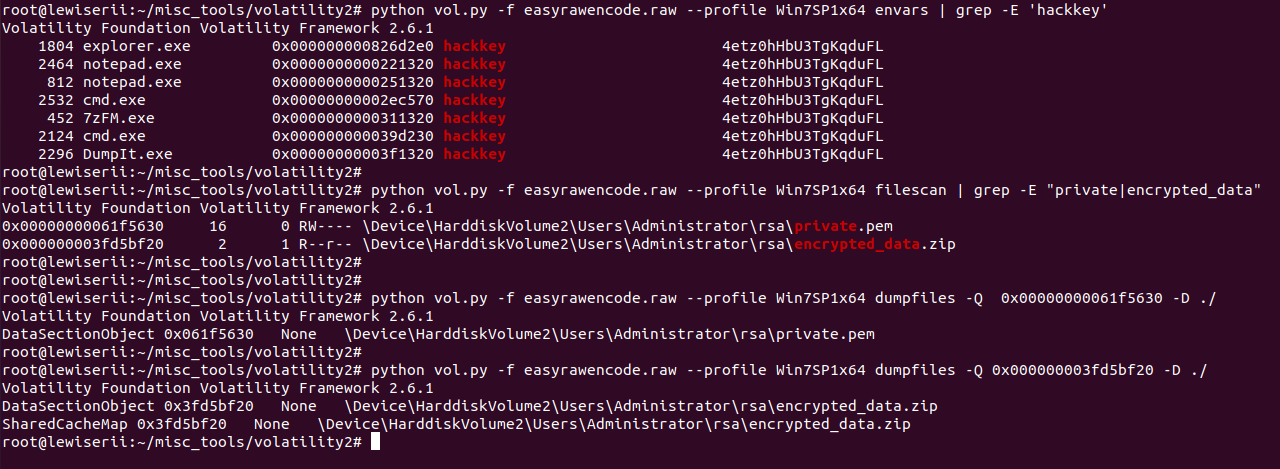 root@lewiserii:~/misc_tools/volatility2# python vol.py -f easyrawencode.raw --profile Win7SP1x64 envars | grep -E 'hackkey'
Volatility Foundation Volatility Framework 2.6.1
    1804 explorer.exe         0x000000000826d2e0 hackkey                        4etz0hHbU3TgKqduFL
    2464 notepad.exe          0x0000000000221320 hackkey                        4etz0hHbU3TgKqduFL
     812 notepad.exe          0x0000000000251320 hackkey                        4etz0hHbU3TgKqduFL
    2532 cmd.exe              0x00000000002ec570 hackkey                        4etz0hHbU3TgKqduFL
     452 7zFM.exe             0x0000000000311320 hackkey                        4etz0hHbU3TgKqduFL
    2124 cmd.exe              0x000000000039d230 hackkey                        4etz0hHbU3TgKqduFL
    2296 DumpIt.exe           0x00000000003f1320 hackkey                        4etz0hHbU3TgKqduFL
root@lewiserii:~/misc_tools/volatility2#
root@lewiserii:~/misc_tools/volatility2# python vol.py -f easyrawencode.raw --profile Win7SP1x64 filescan | grep -E "private|encrypted_data"
Volatility Foundation Volatility Framework 2.6.1
0x00000000061f5630     16      0 RW---- \Device\HarddiskVolume2\Users\Administrator\rsa\private.pem
0x000000003fd5bf20      2      1 R--r-- \Device\HarddiskVolume2\Users\Administrator\rsa\encrypted_data.zip
root@lewiserii:~/misc_tools/volatility2#
root@lewiserii:~/misc_tools/volatility2#
root@lewiserii:~/misc_tools/volatility2# python vol.py -f easyrawencode.raw --profile Win7SP1x64 dumpfiles -Q  0x00000000061f5630 -D ./
Volatility Foundation Volatility Framework 2.6.1
DataSectionObject 0x061f5630   None   \Device\HarddiskVolume2\Users\Administrator\rsa\private.pem
root@lewiserii:~/misc_tools/volatility2#
root@lewiserii:~/misc_tools/volatility2# python vol.py -f easyrawencode.raw --profile Win7SP1x64 dumpfiles -Q 0x000000003fd5bf20 -D ./
Volatility Foundation Volatility Framework 2.6.1
DataSectionObject 0x3fd5bf20   None   \Device\HarddiskVolume2\Users\Administrator\rsa\encrypted_data.zip
SharedCacheMap 0x3fd5bf20   None   \Device\HarddiskVolume2\Users\Administrator\rsa\encrypted_data.zip
root@lewiserii:~/misc_tools/volatility2#